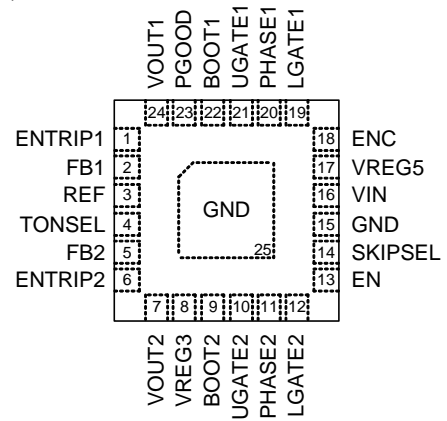 VOUT1
PGOOD
BOOT1
UGATE1
PHASE1
LGATE1
24 23 22 21 20 19
ENTRIP1 1 18 ENC
FB1 2 17 VREG5
REF 3 16 VIN
TONSEL 4 GND 15 GND
FB2 5 25 14 SKIPSEL
ENTRIP2 6 13 EN
7 8 9 10 11 12
VOUT2
VREG3
BOOT2
UGATE2
PHASE2
LGATE2